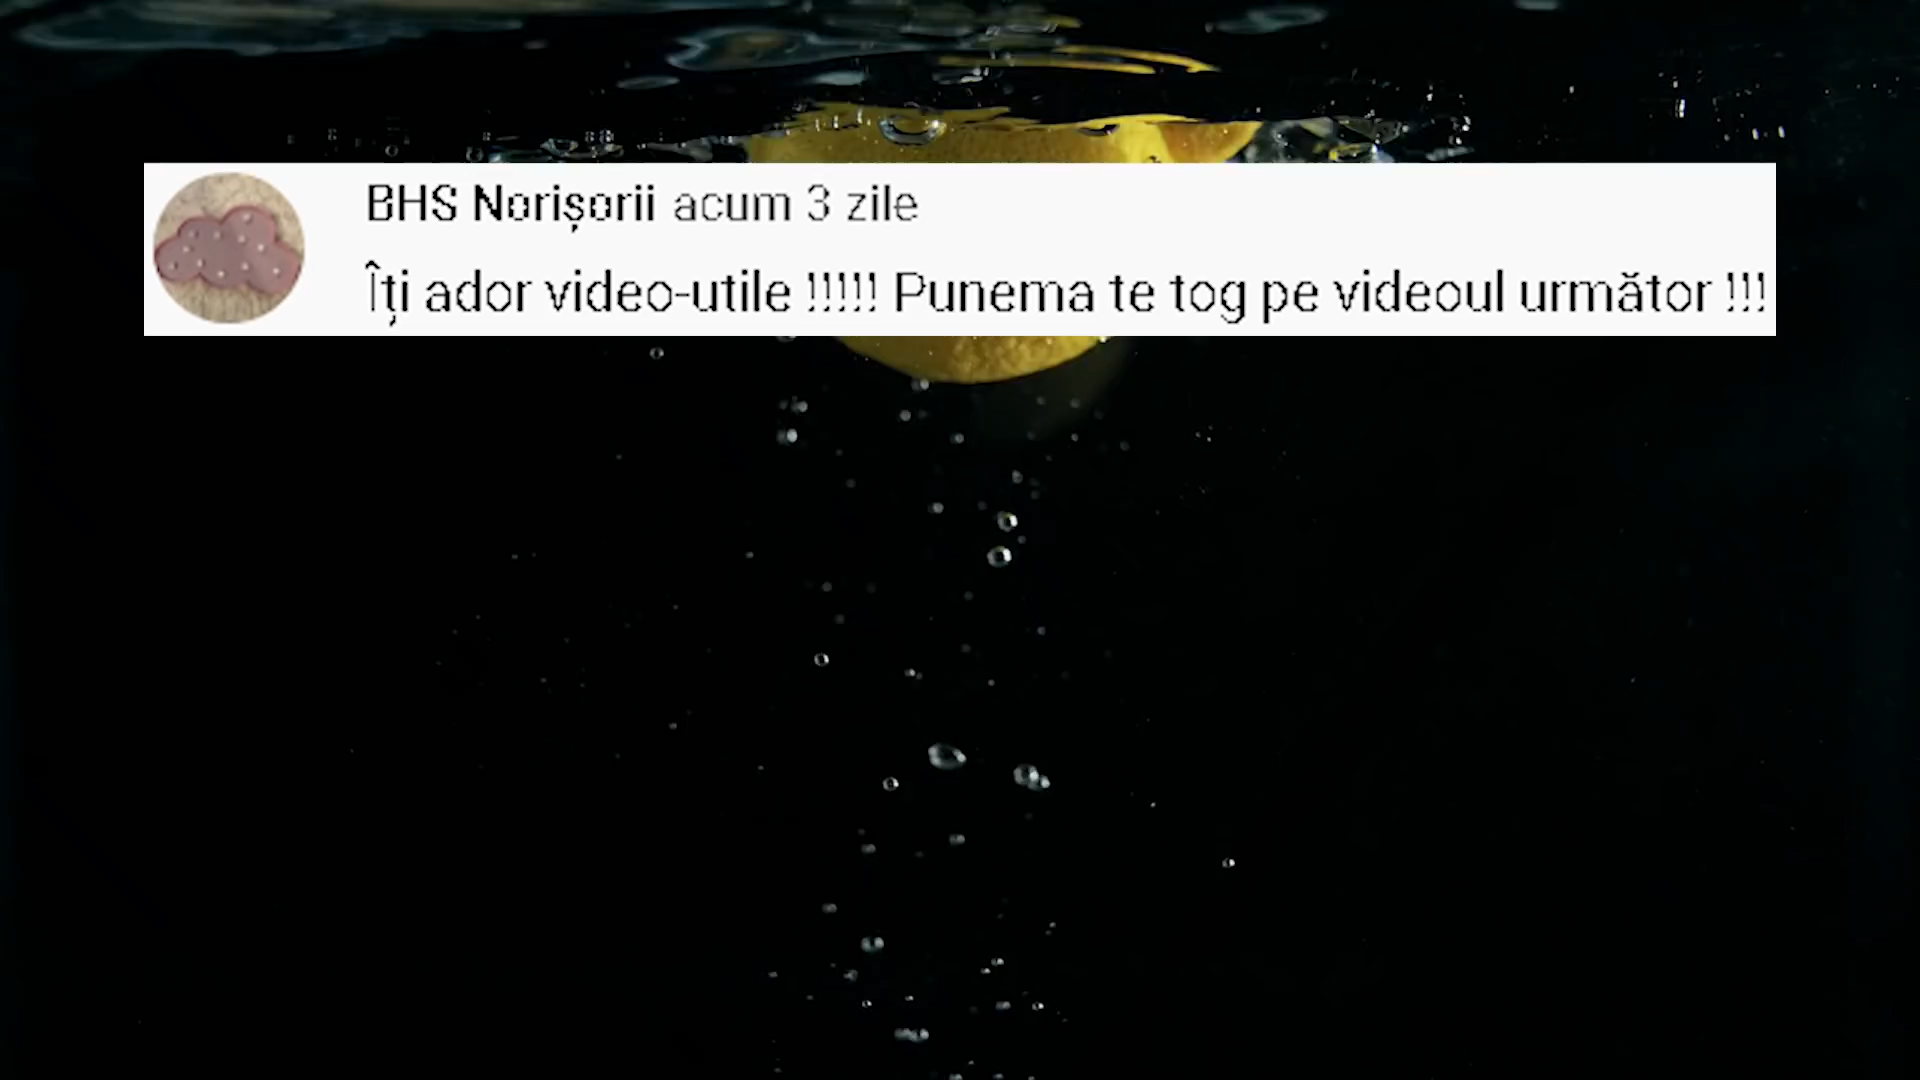 BHS Norișorii acum 3 zile
Îți ador video-utile !!!!! Punema te tog pe videoul următor !!!